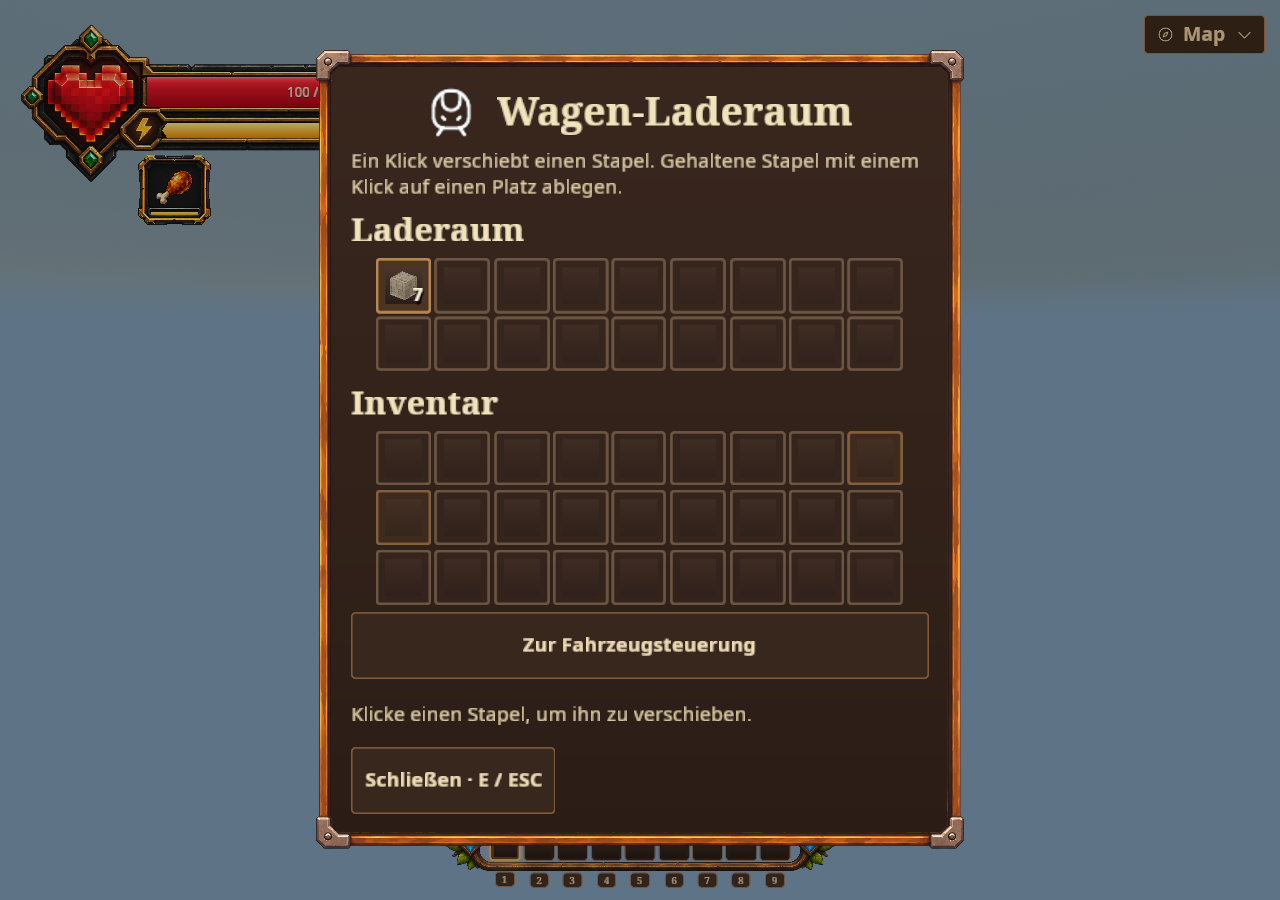 Map
100 /
Wagen-Laderaum
Ein Klick verschiebt einen Stapel. Gehaltene Stapel mit einem
Klick auf einen Platz ablegen.
Laderaum
7
Inventar
Zur Fahrzeugsteuerung
Klicke einen Stapel, um ihn zu verschieben.
Schließen · E / ESC
1 2 3 4 5 6 7 8 9